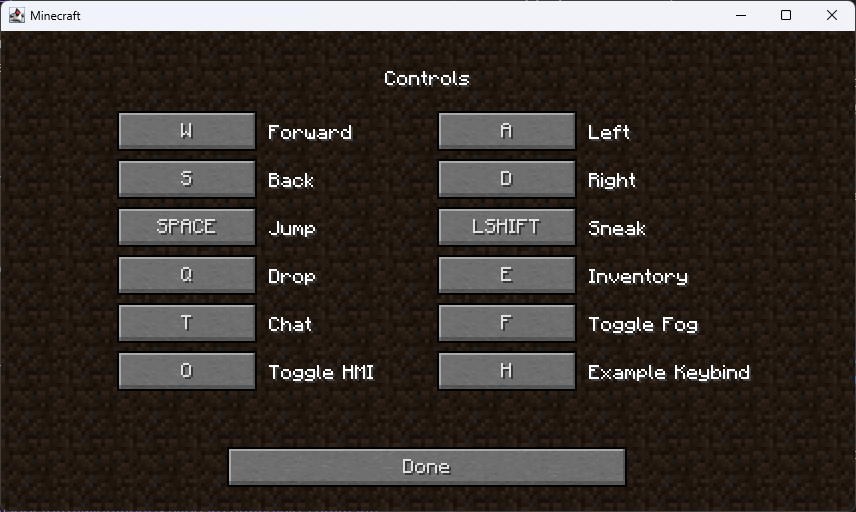 Minecraft
Controls
W Forward A Left
S Back D Right
SPACE Jump LSHIFT Sneak
Q Drop E Inventory
T Chat F Toggle Fog
O Toggle HMI H Example Keybind
Done